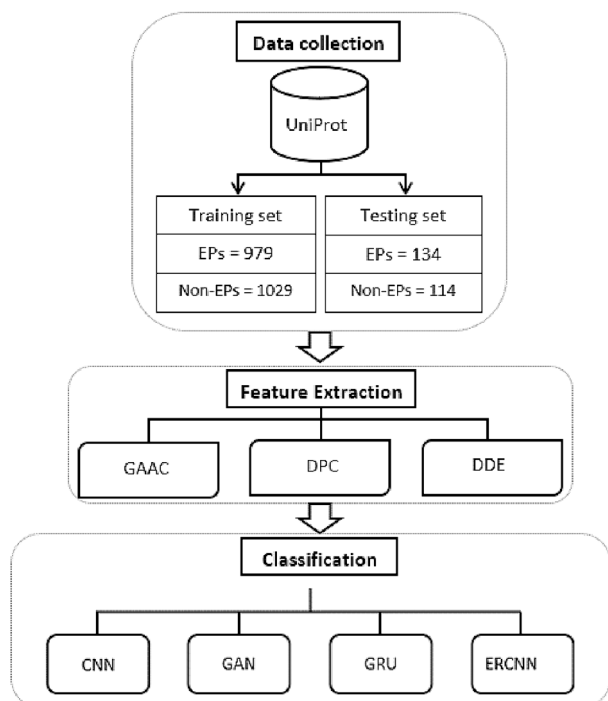 Data collection
UniProt
Training set
Testing set
EPs = 979
EPs = 134
Non-EPs = 1029
Non-EPs = 114
Feature Extraction
GAAC
DPC
DDE
Classification
CNN
GAN
GRU
ERCNN